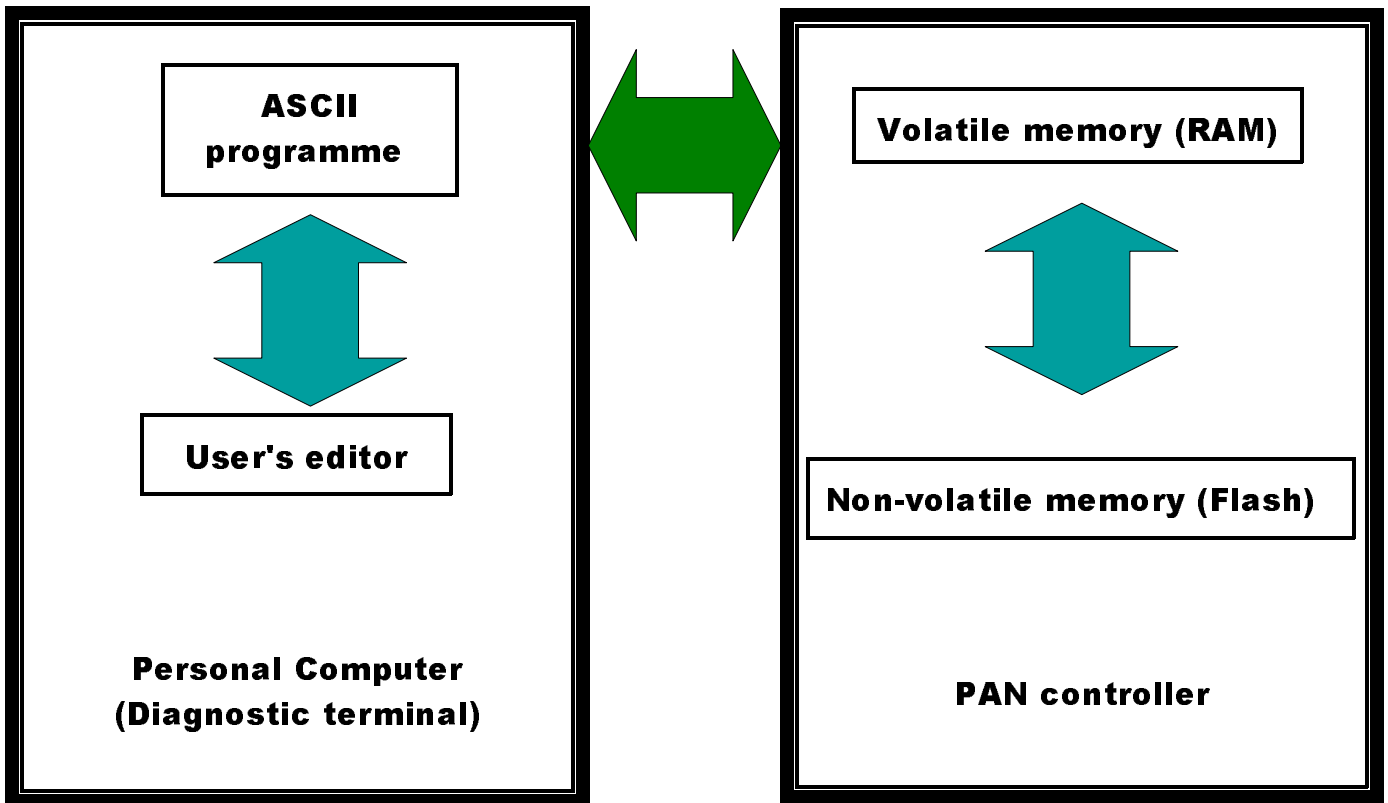 ASCII
programme
User's editor
Personal Computer
(Diagnostic terminal)
Volatile memory (RAM)
Non-volatile memory (Flash)
PAN controller